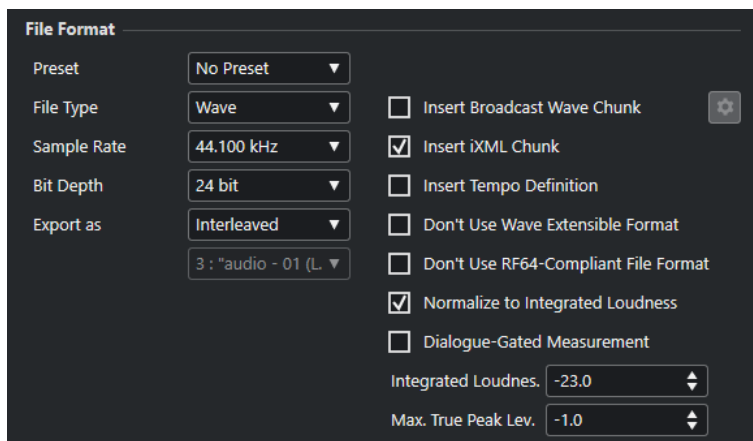 File Format
Preset No Preset
File Type Wave Insert Broadcast Wave Chunk
Sample Rate 44.100 kHz Insert iXML Chunk
Bit Depth 24 bit Insert Tempo Definition
Export as Interleaved Don't Use Wave Extensible Format
3 : "audio - 01 (L. Don't Use RF64-Compliant File Format
Normalize to Integrated Loudness
Dialogue-Gated Measurement
Integrated Loudnes. -23.0
Max. True Peak Lev. -1.0